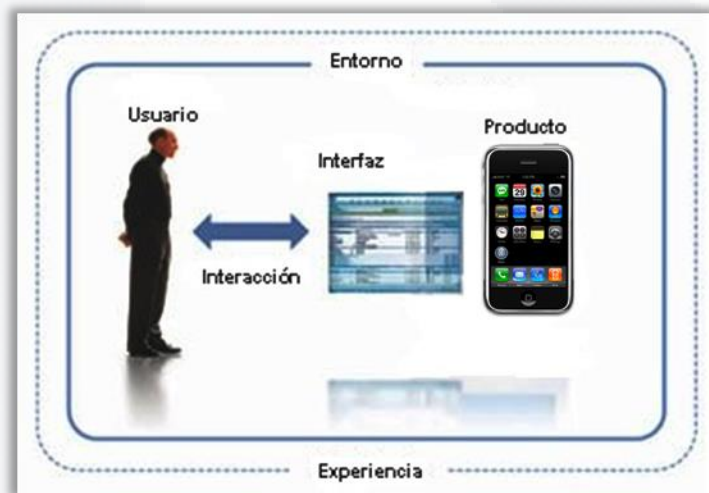 Entorno
Usuario
Producto
Interfaz
Interacción
Experiencia